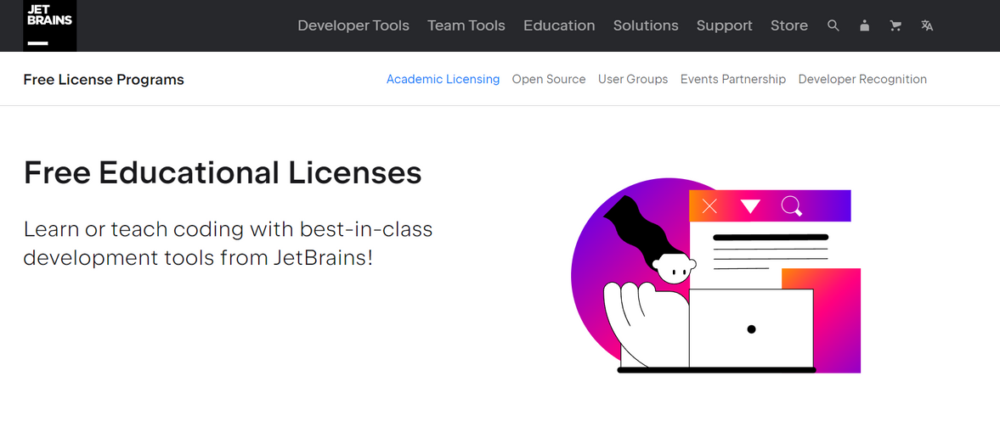 JET
BRAINS
Developer Tools Team Tools Education Solutions Support Store
Free License Programs
Academic Licensing Open Source User Groups Events Partnership Developer Recognition
Free Educational Licenses
Learn or teach coding with best-in-class
development tools from JetBrains!